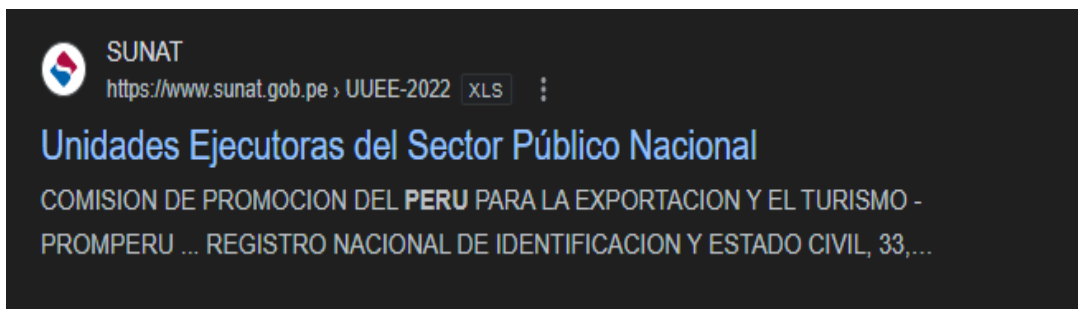 SUNAT
https://www.sunat.gob.pe › UUEE-2022 XLS
Unidades Ejecutoras del Sector Público Nacional
COMISION DE PROMOCION DEL PERU PARA LA EXPORTACION Y EL TURISMO -
PROMPERU ... REGISTRO NACIONAL DE IDENTIFICACION Y ESTADO CIVIL, 33,...